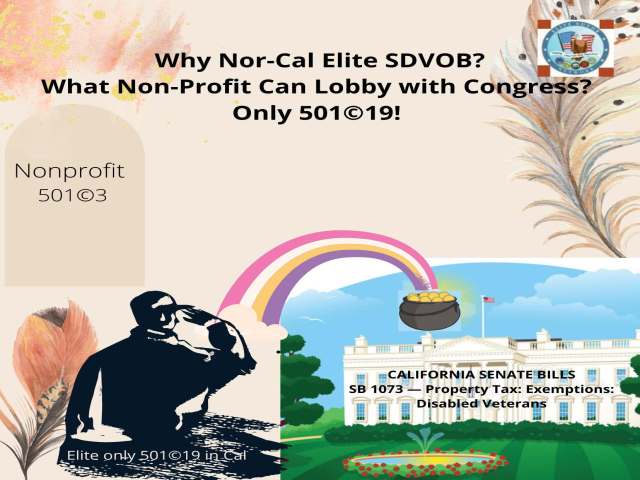 Why Nor-Cal Elite SDVOB?
What Non-Profit Can Lobby with Congress?
Only 501©19!
Nonprofit
501©3
CALIFORNIA SENATE BILLS
SB 1073 — Property Tax: Exemptions:
Disabled Veterans
Elite only 501©19 in Cal